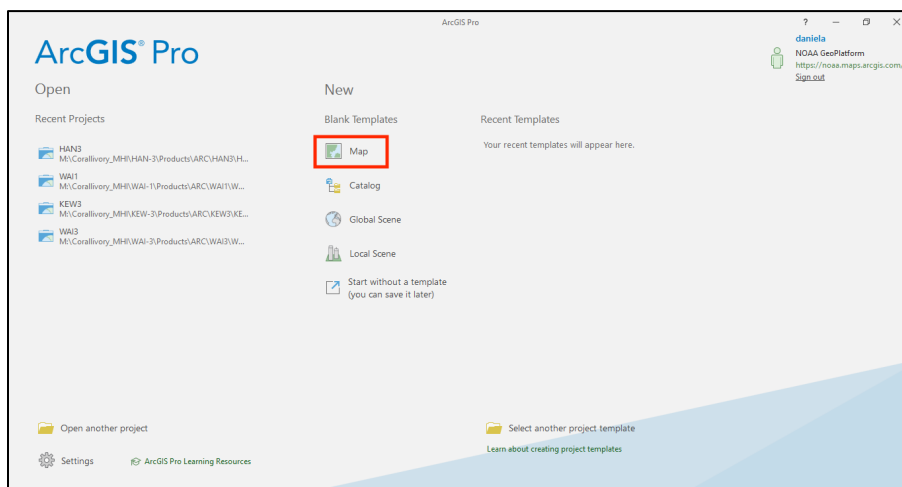 ArcGIS Pro
?
ArcGIS® Pro
daniela
NOAA GeoPlatform
https://noaa.maps.arcgis.com/
Sign out
Open
Recent Projects
HAN3
M:\Corallivory_MHI\HAN-3\Products\ARC\HAN3\H...
WAI1
M:\Corallivory_MHI\WAI-1\Products\ARC\WAI1\W...
KEW3
M:\Corallivory_MHI\KEW-3\Products\ARC\KEW3\KE...
WAI3
M:\Corallivory_MHI\WAI-3\Products\ARC\WAI3\W...
New
Blank Templates
Map
Catalog
Global Scene
Local Scene
Start without a template
(you can save it later)
Recent Templates
Your recent templates will appear here.
Open another project
Settings
ArcGIS Pro Learning Resources
Select another project template
Learn about creating project templates